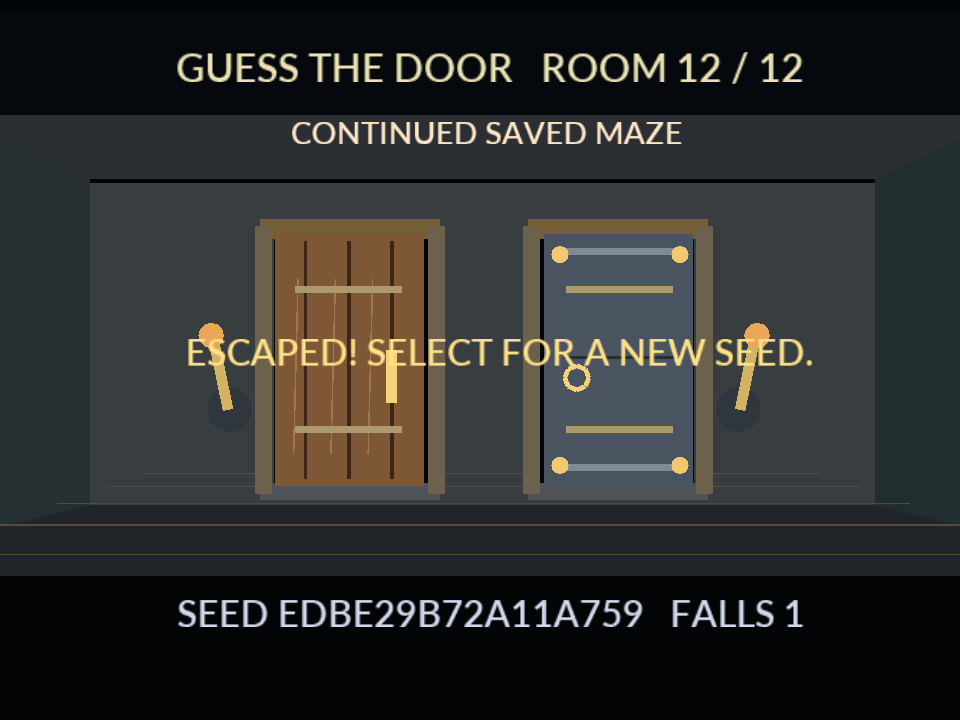 GUESS THE DOOR   ROOM 12 / 12
CONTINUED SAVED MAZE
ESCAPED! SELECT FOR A NEW SEED.
SEED EDBE29B72A11A759   FALLS 1